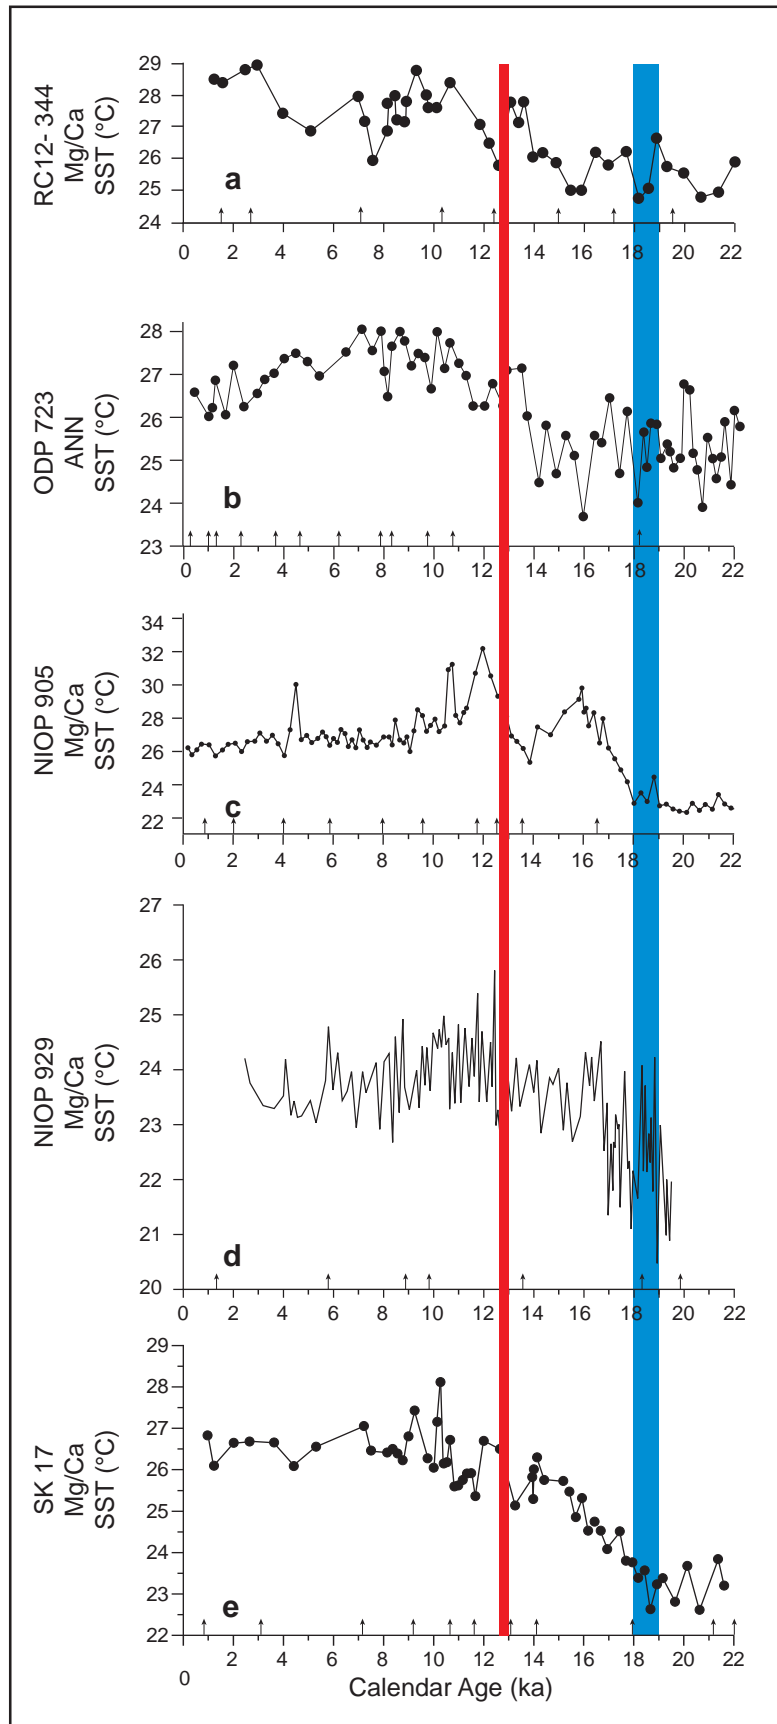 RC12- 344
Mg/Ca
SST (°C)
29
28
27
26
25
24
a
0 2 4 6 8 10 12 14 16 18 20 22
ODP 723
ANN
SST (°C)
28
27
26
25
24
23
b
0 2 4 6 8 10 12 14 16 18 20 22
NIOP 905
Mg/Ca
SST (°C)
34
32
30
28
26
24
22
c
0 2 4 6 8 10 12 14 16 18 20 22
NIOP 929
Mg/Ca
SST (°C)
27
26
25
24
23
22
21
20
d
0 2 4 6 8 10 12 14 16 18 20 22
SK 17
Mg/Ca
SST (°C)
29
28
27
26
25
24
23
22
e
0 2 4 6 8 10 12 14 16 18 20 22
Calendar Age (ka)